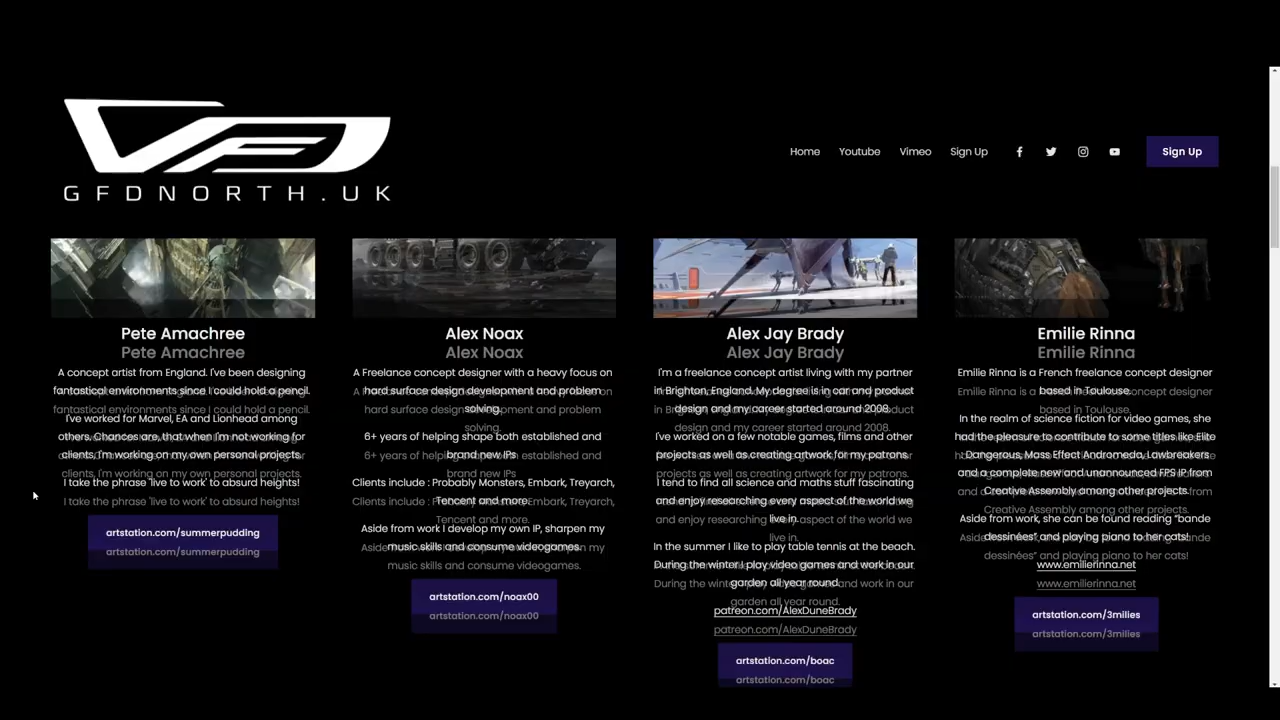 GFDNORTH.UK
Home
Youtube
Vimeo
Sign Up
Sign Up
Pete Amachree
A concept artist from England. I've been designing
fantastical environments since I could hold a pencil.
I've worked for Marvel, EA and Lionhead among
others. Chances are, that when I'm not working for
clients, I'm working on my own personal projects.
I take the phrase 'live to work' to absurd heights!
artstation.com/summerpudding
Alex Noax
A Freelance concept designer with a heavy focus on
hard surface design development and problem
solving.
6+ years of helping shape both established and
brand new IPs
Clients include : Probably Monsters, Embark, Treyarch,
Tencent and more.
Aside from work I develop my own IP, sharpen my
music skills and consume videogames.
artstation.com/noax00
Alex Jay Brady
I'm a freelance concept artist living with my partner
in Brighton, England. My degree is in car and product
design and my career started around 2008.
I've worked on a few notable games, films and other
projects as well as creating artwork for my patrons.
I tend to find all science and maths stuff fascinating
and enjoy researching every aspect of the world we
live in.
In the summer I like to play table tennis at the beach.
During the winter I play video games and work in our
garden all year round.
patreon.com/AlexDuneBrady
artstation.com/boac
Emilie Rinna
Emilie Rinna is a French freelance concept designer
based in Toulouse.
In the realm of science fiction for video games, she
had the pleasure to contribute to some titles like Elite
Dangerous, Mass Effect Andromeda, Lawbreakers
and a complete new and unannounced FPS IP from
Creative Assembly among other projects.
Aside from work, she can be found reading “bande
dessinées”, and playing piano to her cats!
www.emilierinna.net
artstation.com/3milies